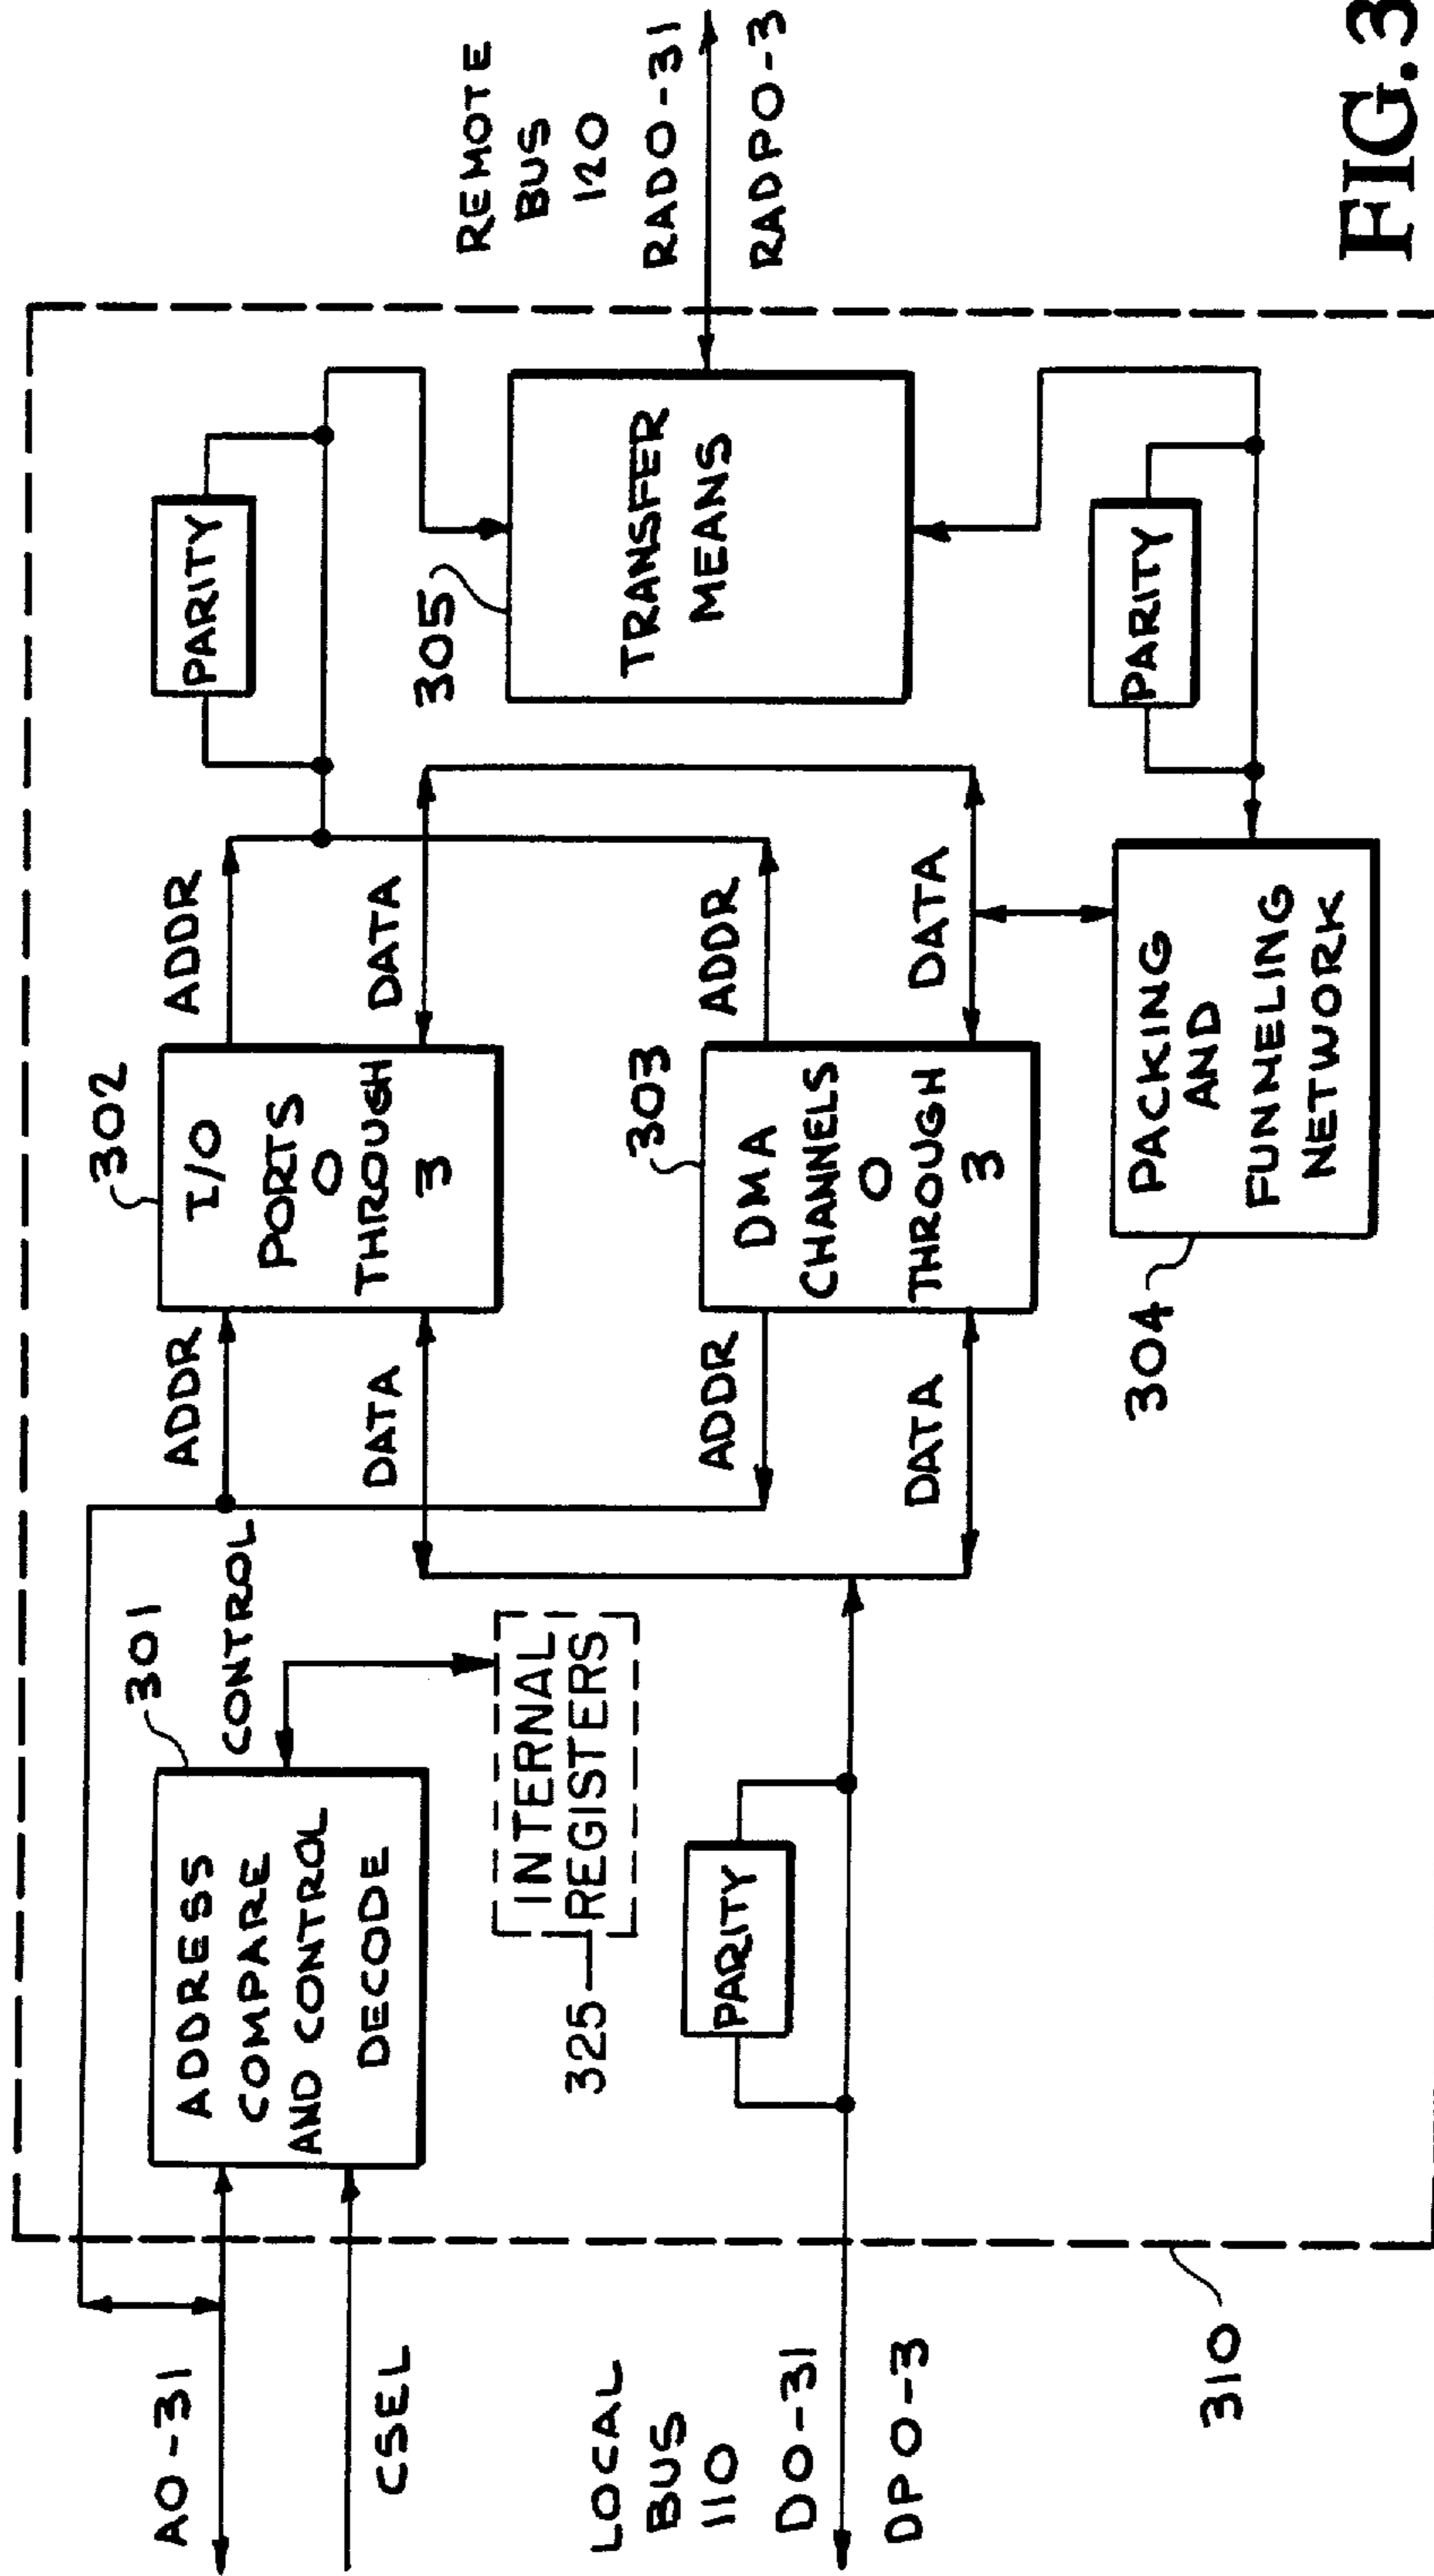 A0-31
CSEL
LOCAL
BUS
110
D0-31
DP0-3
310
ADDRESS
COMPARE
AND CONTROL
DECODE
301
CONTROL
INTERNAL
REGISTERS
325
PARITY
ADDR
DATA
ADDR
DATA
302
I/O
PORTS
0
THROUGH
3
303
DMA
CHANNELS
0
THROUGH
3
304
PACKING
AND
FUNNELING
NETWORK
ADDR
DATA
ADDR
DATA
PARITY
305
TRANSFER
MEANS
PARITY
REMOTE
BUS
120
RAD0-31
RADP0-3
FIG. 3